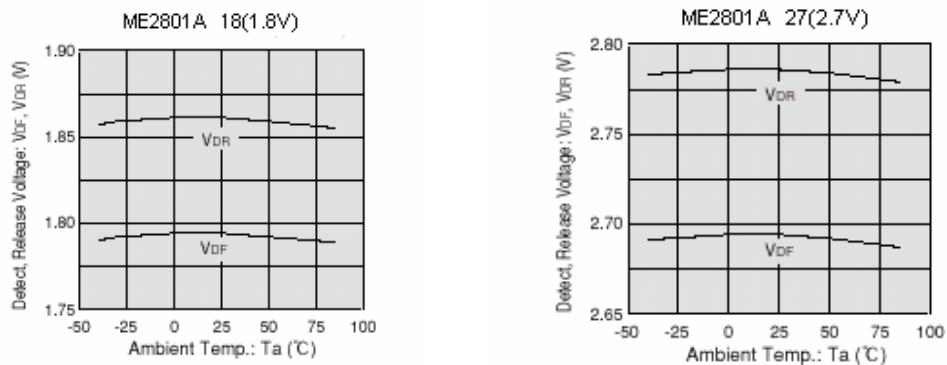 ME2801A 18(1.8V)
Detect, Release Voltage: VDF, VDR (V)
1.90
1.85
1.80
1.75
VDR
VDF
-50 -25 0 25 50 75 100
Ambient Temp.: Ta (℃)
ME2801A 27(2.7V)
Detect, Release Voltage: VDF, VDR (V)
2.80
2.75
2.70
2.65
VDR
VDF
-50 -25 0 25 50 75 100
Ambient Temp.: Ta (℃)